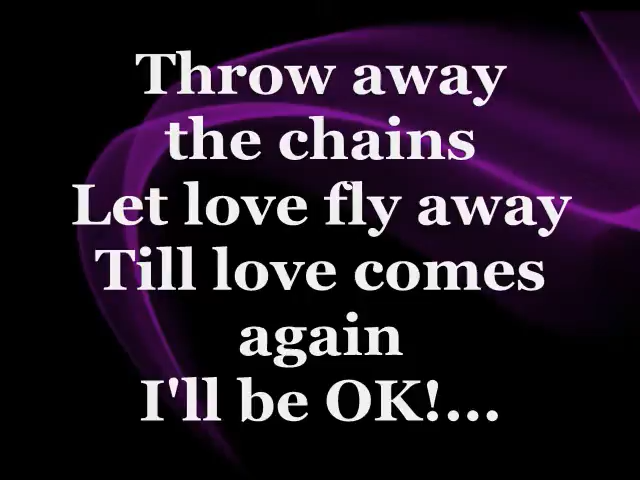 Throw away
the chains
Let love fly away
Till love comes
again
I'll be OK!...